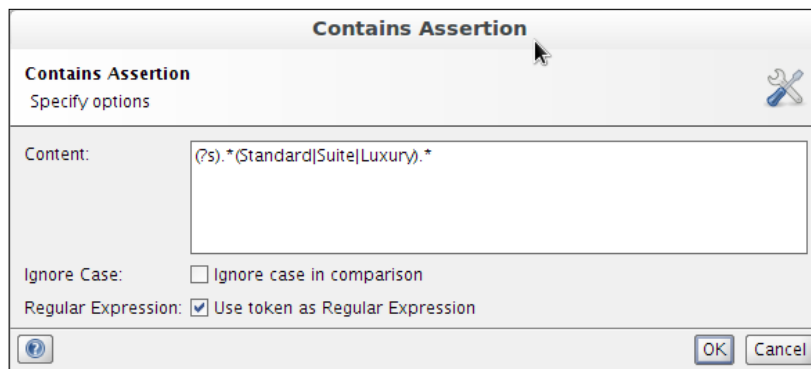 Contains Assertion
Contains Assertion
Specify options
Content: (?s).*(Standard|Suite|Luxury).*
Ignore Case: Ignore case in comparison
Regular Expression: Use token as Regular Expression
? OK Cancel